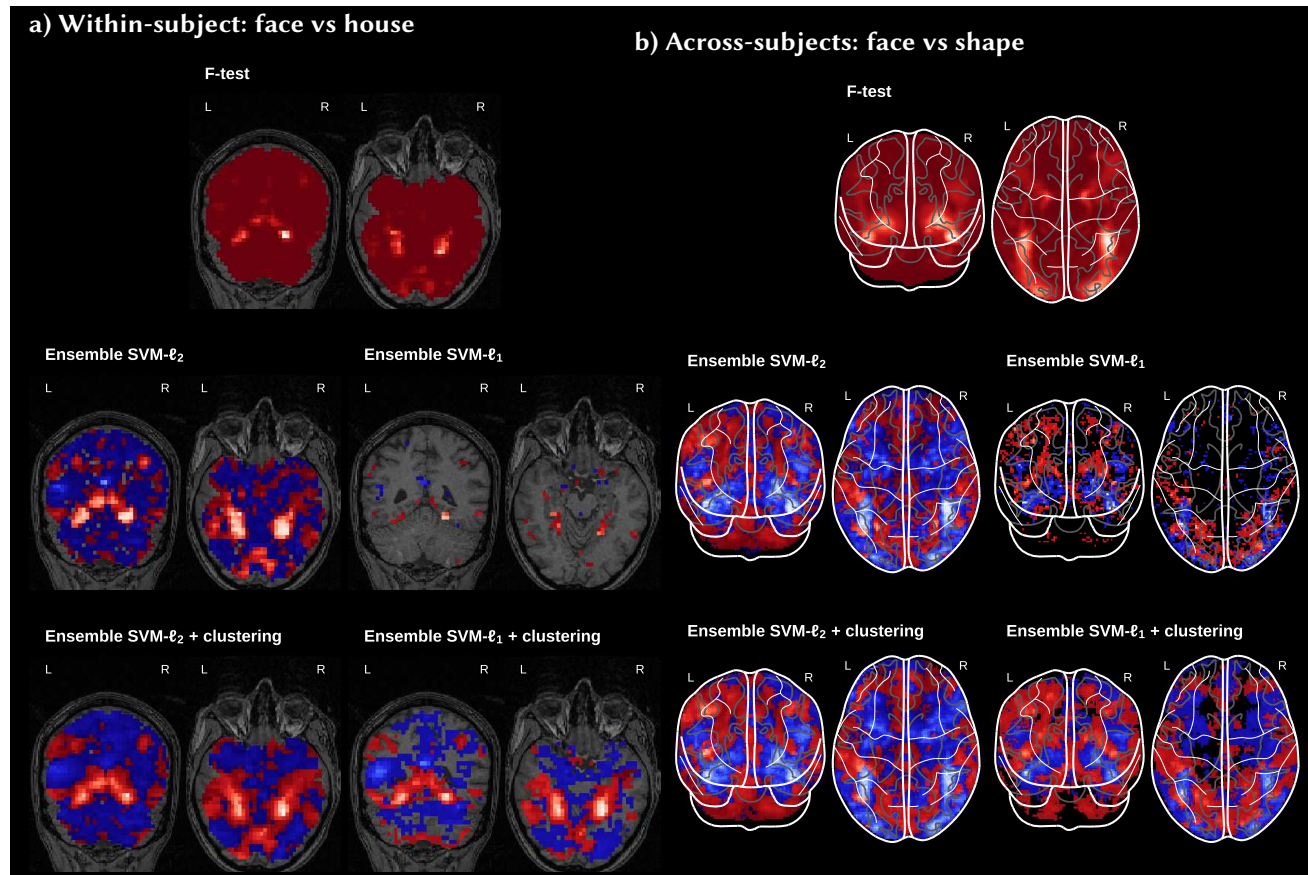 a) Within-subject: face vs house
F-test
L R L R
Ensemble SVM-ℓ₂ Ensemble SVM-ℓ₁
L R L R L R L R
Ensemble SVM-ℓ₂ + clustering Ensemble SVM-ℓ₁ + clustering
L R L R L R L R
b) Across-subjects: face vs shape
F-test
L R L R
Ensemble SVM-ℓ₂ Ensemble SVM-ℓ₁
L R L R L R L R
Ensemble SVM-ℓ₂ + clustering Ensemble SVM-ℓ₁ + clustering
L R L R L R L R